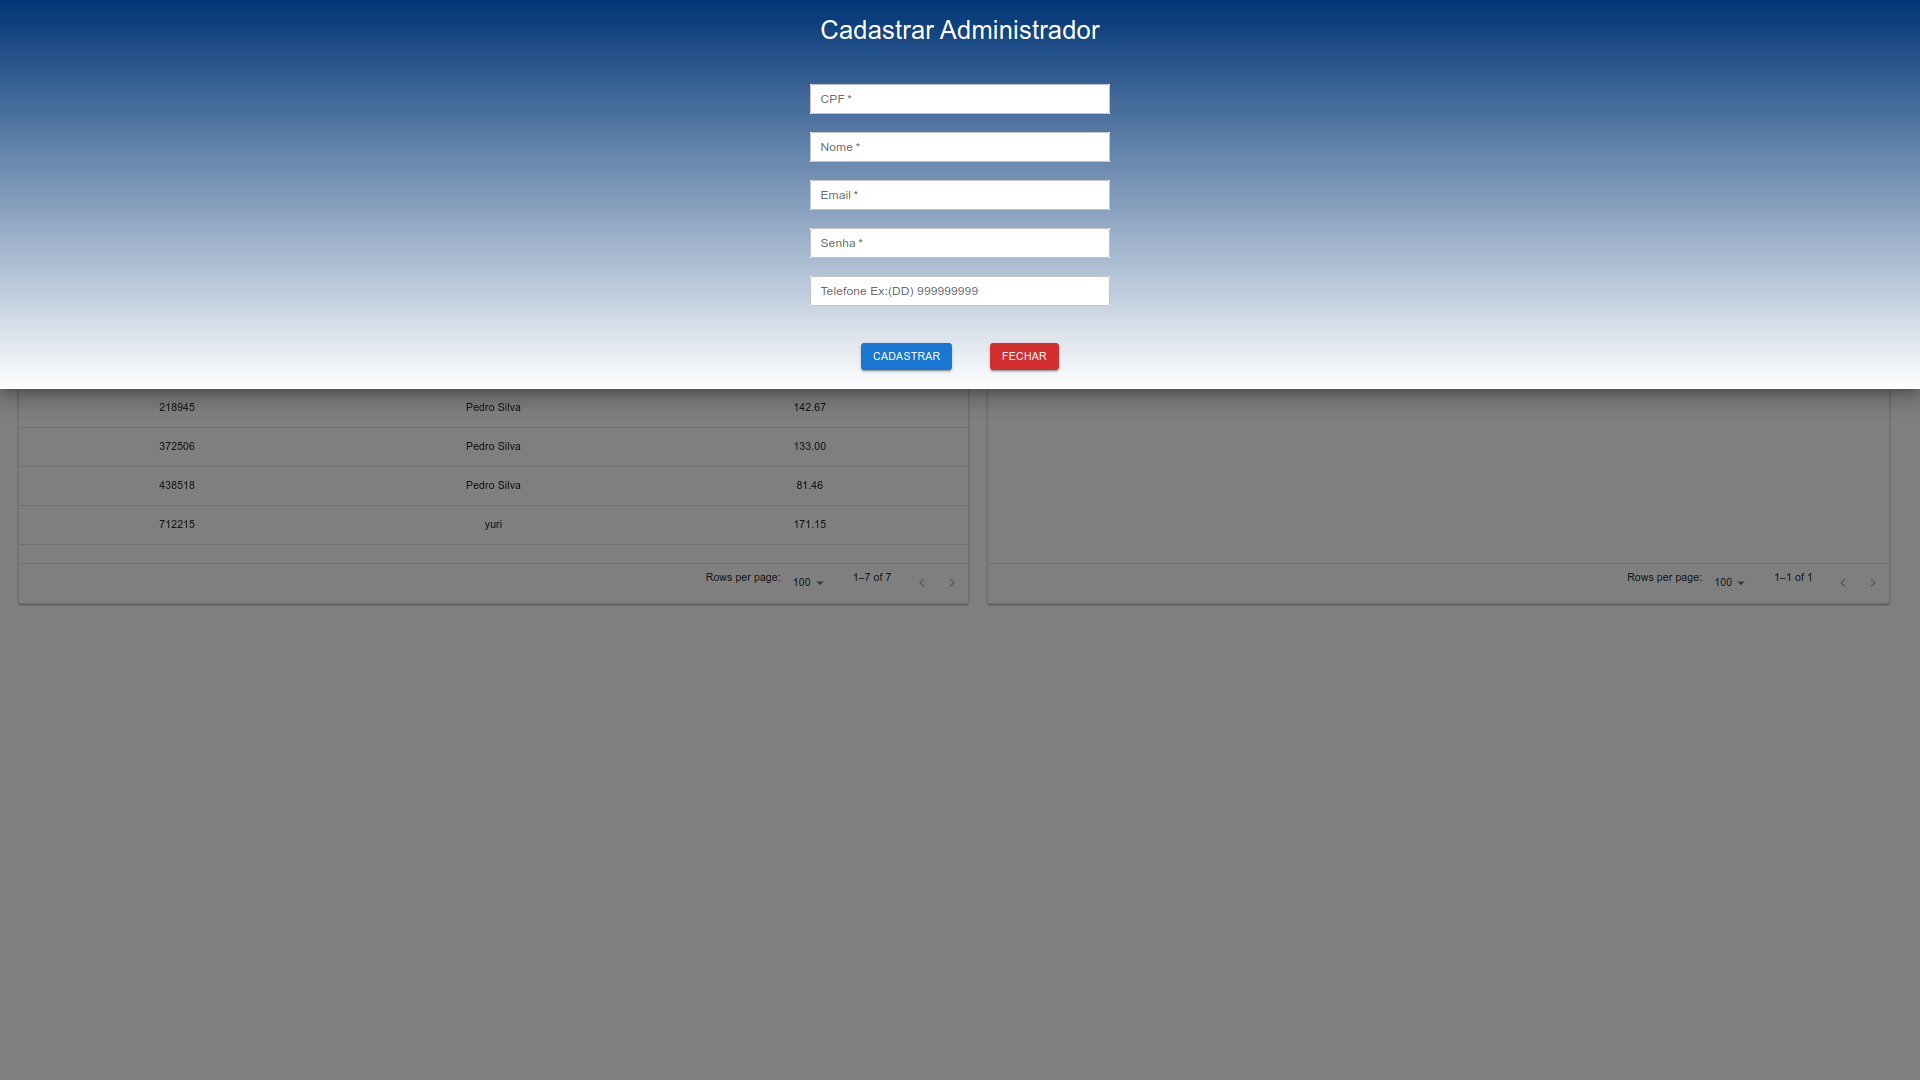 Cadastrar Administrador
CPF *
Nome *
Email *
Senha *
Telefone Ex:(DD) 999999999
CADASTRAR FECHAR
218945 Pedro Silva 142.67
372506 Pedro Silva 133.00
438518 Pedro Silva 81.46
712215 yuri 171.15
Rows per page: 100 1–7 of 7
Rows per page: 100 1–1 of 1